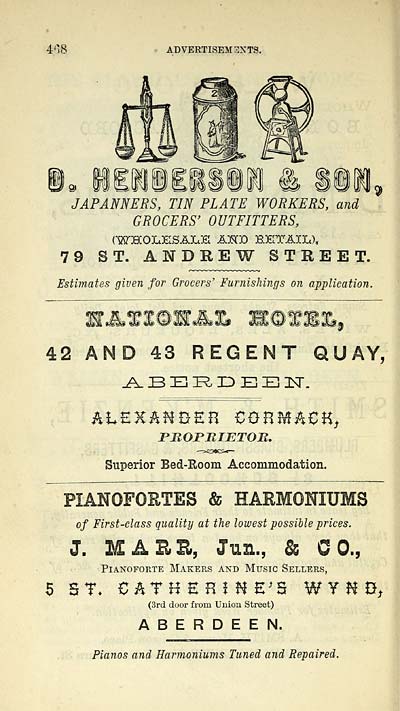 468 ADVERTISEMENTS.
2
D. HENDERSON & SON,
JAPANNERS, TIN PLATE WORKERS, and
GROCERS' OUTFITTERS,
(WHOLESALE AND RETAIL),
79 ST. ANDREW STREET.
Estimates given for Grocers' Furnishings on application.
NATIONAL HOTEL,
42 AND 43 REGENT QUAY,
ABERDEEN.
ALEXANDER CORMACK,
PROPRIETOR.
Superior Bed-Room Accommodation.
PIANOFORTES & HARMONIUMS
of First-class quality at the lowest possible prices.
J. MARR, Jun., & CO.,
PIANOFORTE MAKERS AND MUSIC SELLERS,
5 ST. CATHERINE'S WYND,
(3rd door from Union Street)
ABERDEEN.
Pianos and Harmoniums Tuned and Repaired.